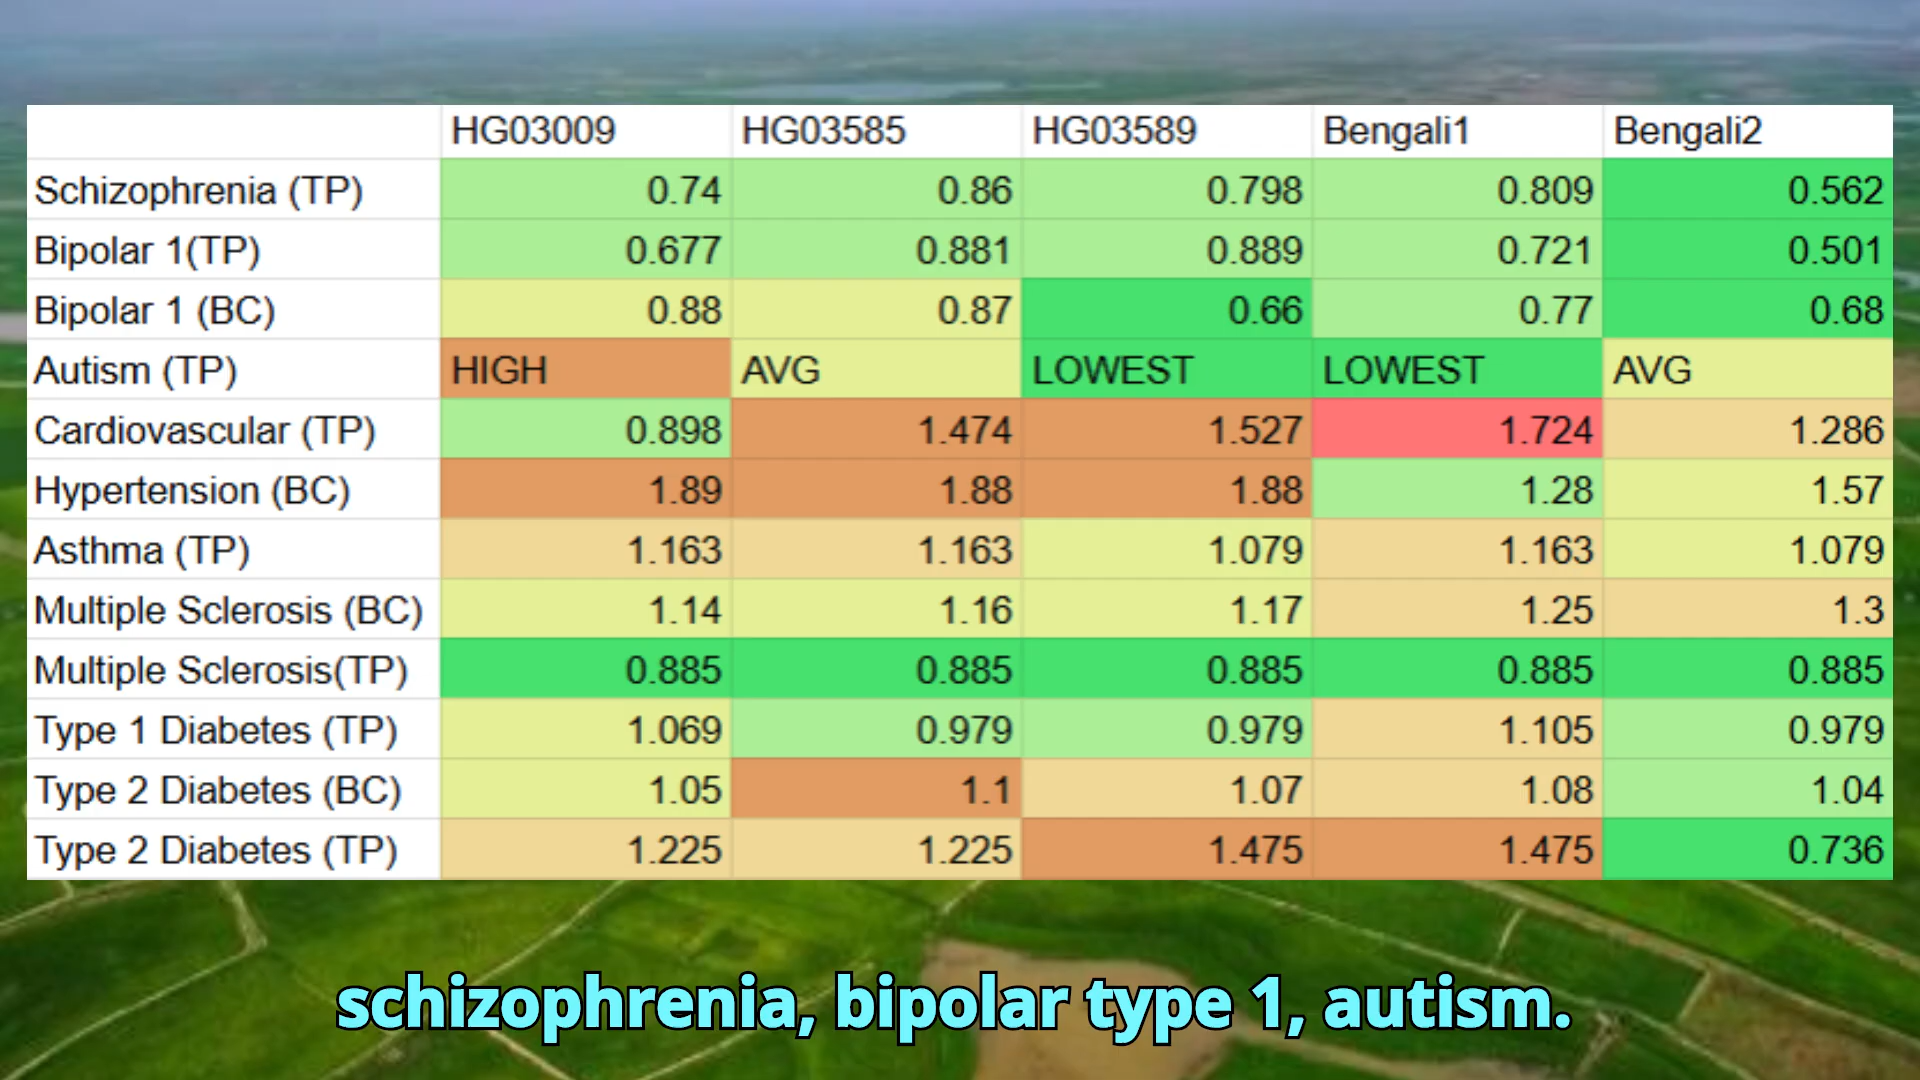 HG03009 HG03585 HG03589 Bengali1 Bengali2
Schizophrenia (TP) 0.74 0.86 0.798 0.809 0.562
Bipolar 1(TP) 0.677 0.881 0.889 0.721 0.501
Bipolar 1 (BC) 0.88 0.87 0.66 0.77 0.68
Autism (TP) HIGH AVG LOWEST LOWEST AVG
Cardiovascular (TP) 0.898 1.474 1.527 1.724 1.286
Hypertension (BC) 1.89 1.88 1.88 1.28 1.57
Asthma (TP) 1.163 1.163 1.079 1.163 1.079
Multiple Sclerosis (BC) 1.14 1.16 1.17 1.25 1.3
Multiple Sclerosis(TP) 0.885 0.885 0.885 0.885 0.885
Type 1 Diabetes (TP) 1.069 0.979 0.979 1.105 0.979
Type 2 Diabetes (BC) 1.05 1.1 1.07 1.08 1.04
Type 2 Diabetes (TP) 1.225 1.225 1.475 1.475 0.736
schizophrenia, bipolar type 1, autism.